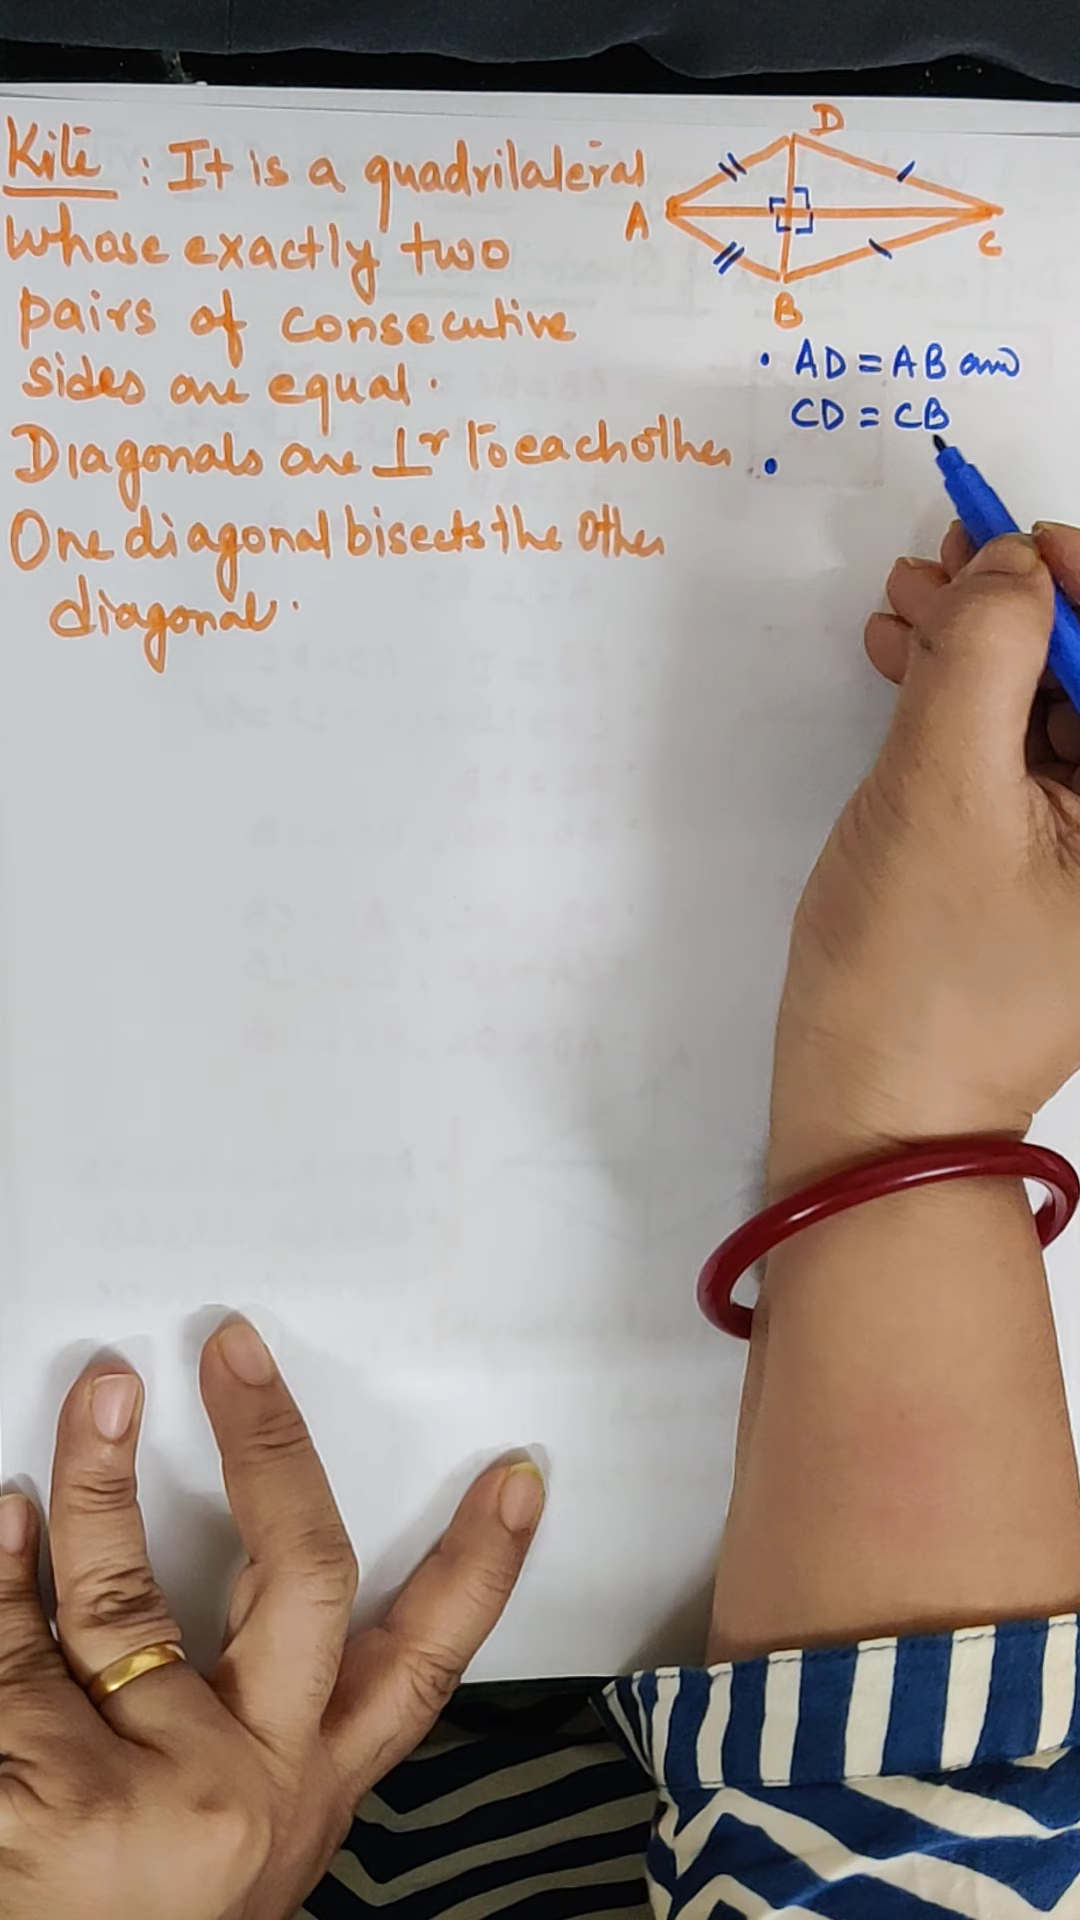 Kite : It is a quadrilateral
whose exactly two
pairs of consecutive
sides are equal.
Diagonals are ⊥r to each other
One diagonal bisects the other
diagonal.
D
A
C
B
• AD = AB and
CD = CB
•